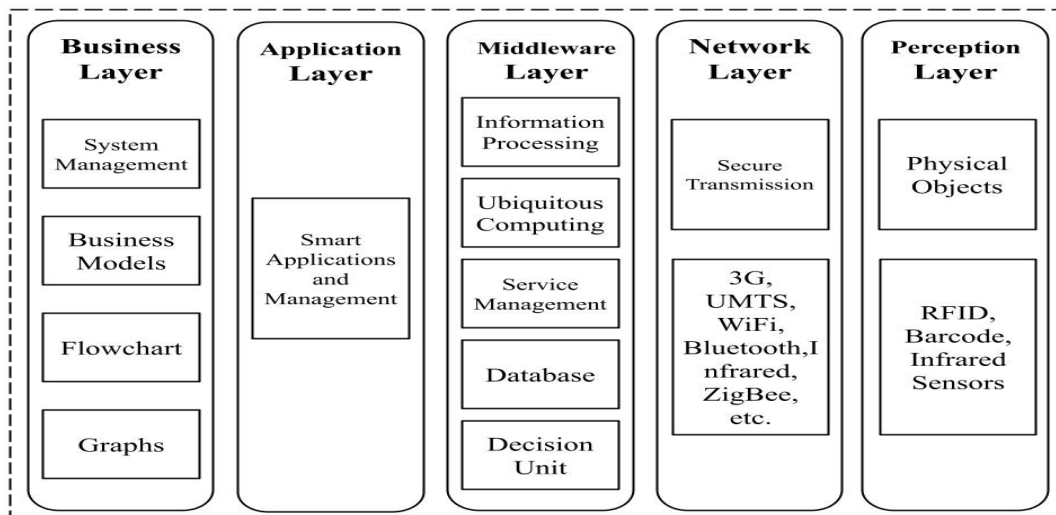 Business
Layer
System
Management
Business
Models
Flowchart
Graphs
Application
Layer
Smart
Applications
and
Management
Middleware
Layer
Information
Processing
Ubiquitous
Computing
Service
Management
Database
Decision
Unit
Network
Layer
Secure
Transmission
3G,
UMTS,
WiFi,
Bluetooth,I
nfrared,
ZigBee,
etc.
Perception
Layer
Physical
Objects
RFID,
Barcode,
Infrared
Sensors